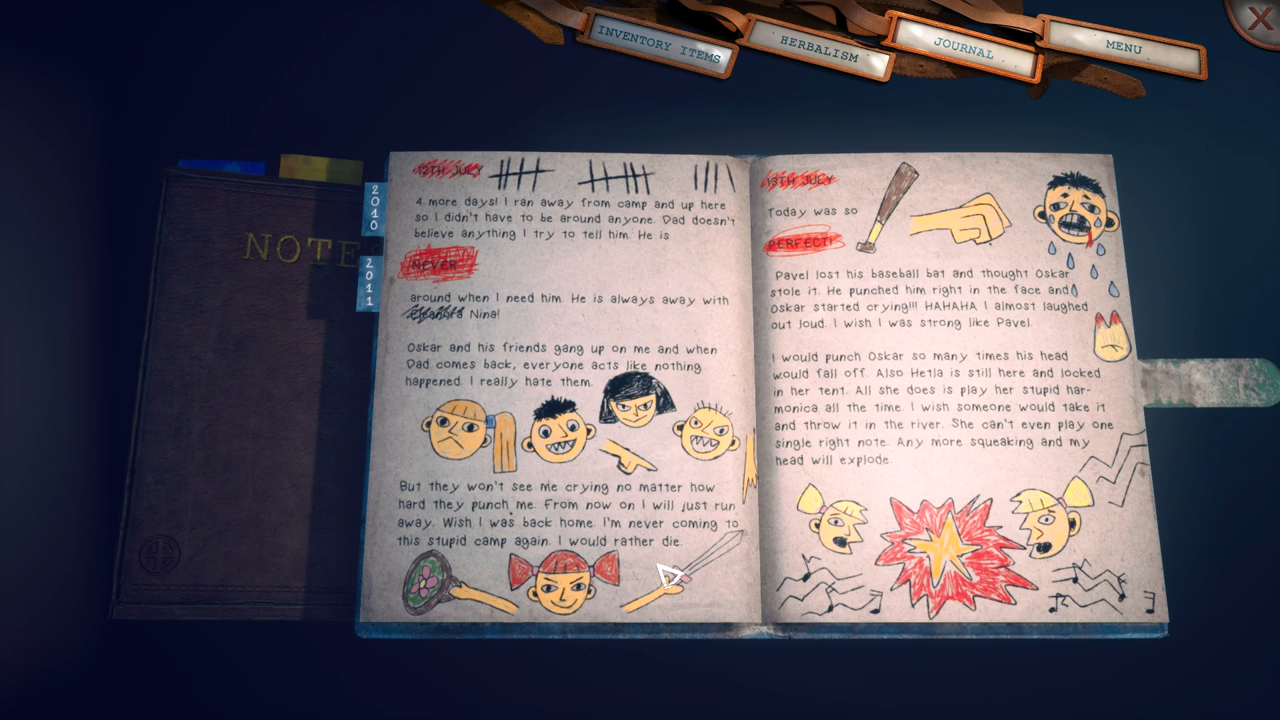 INVENTORY ITEMS
HERBALISM
JOURNAL
MENU
X
NOTE
2010
2011
12TH JULY
4 more days! I ran away from camp and up here
so I didn't have to be around anyone. Dad doesn't
believe anything I try to tell him. He is
NEVER
around when I need him. He is always away with
Nina!
Oskar and his friends gang up on me and when
Dad comes back, everyone acts like nothing
happened. I really hate them.
But they won't see me crying no matter how
hard they punch me. From now on I will just run
away. Wish I was back home. I'm never coming to
this stupid camp again. I would rather die.
13TH JULY
Today was so
PERFECT!
Pavel lost his baseball bat and thought Oskar
stole it. He punched him right in the face and
Oskar started crying!!! HAHAHA I almost laughed
out loud. I wish I was strong like Pavel.
I would punch Oskar so many times his head
would fall off. Also Hetla is still here and locked
in her tent. All she does is play her stupid har-
monica all the time. I wish someone would take it
and throw it in the river. She can't even play one
single right note. Any more squeaking and my
head will explode.